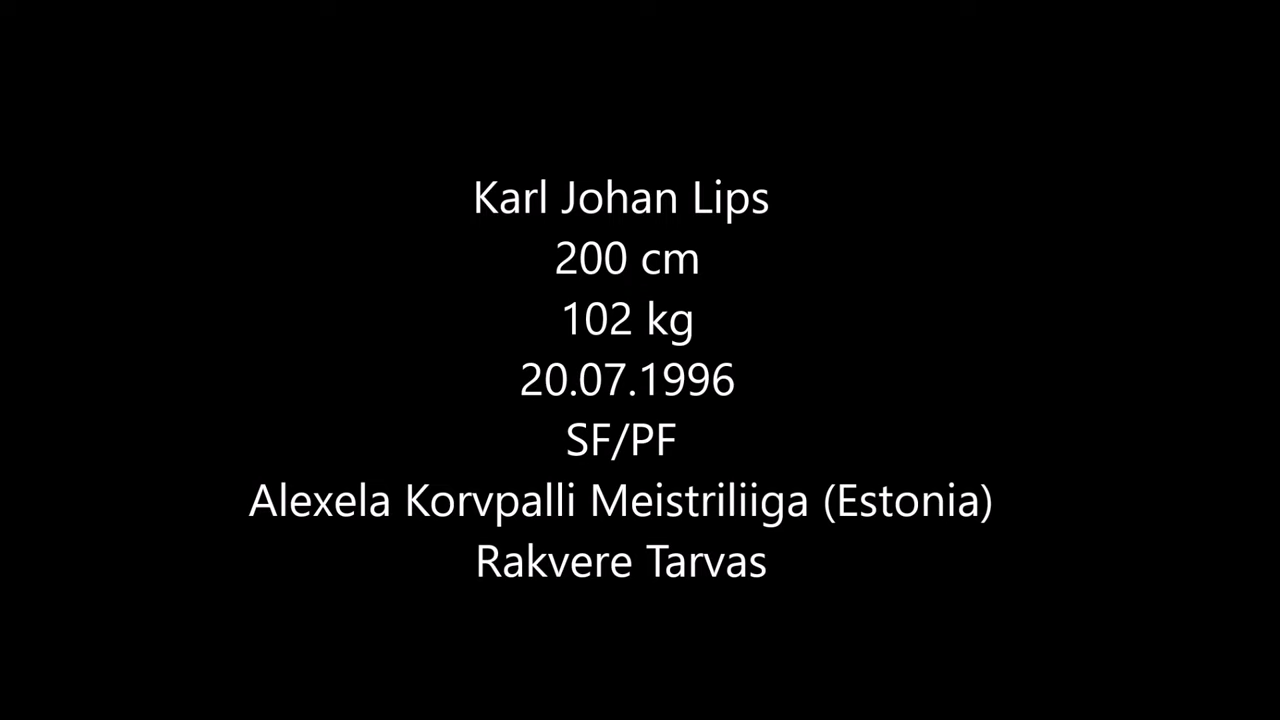 Karl Johan Lips
200 cm
102 kg
20.07.1996
SF/PF
Alexela Korvpalli Meistriliiga (Estonia)
Rakvere Tarvas